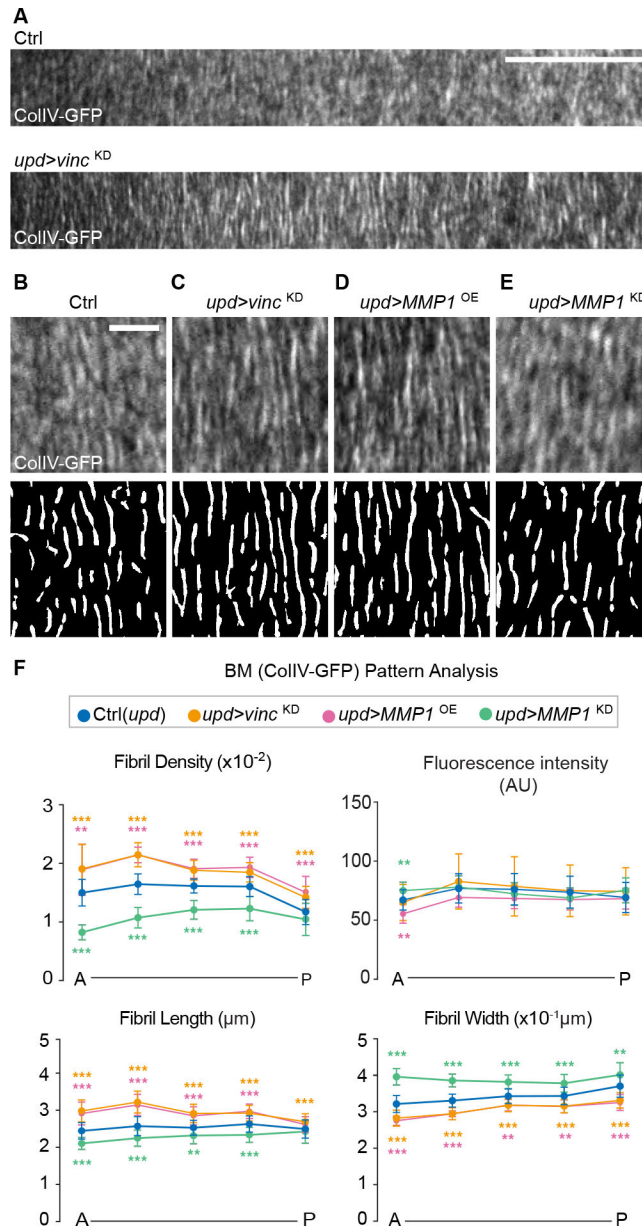 A
Ctrl
ColIV-GFP
upd>vinc KD
ColIV-GFP
B Ctrl C upd>vinc KD D upd>MMP1 OE E upd>MMP1 KD
ColIV-GFP
F BM (ColIV-GFP) Pattern Analysis
Ctrl(upd) upd>vinc KD upd>MMP1 OE upd>MMP1 KD
Fibril Density (x10-2)
3
2
1
0
*** *** *** *** ***
** *** *** *** ***
*** *** *** ***
A P
Fluorescence intensity
(AU)
150
100
50
0
**
**
A P
Fibril Length (µm)
5
4
3
2
1
0
*** *** *** *** ***
*** *** *** ***
*** *** ** ***
A P
Fibril Width (x10-1µm)
5
4
3
2
1
0
*** *** *** *** **
*** *** *** *** ***
*** *** ** ** ***
A P